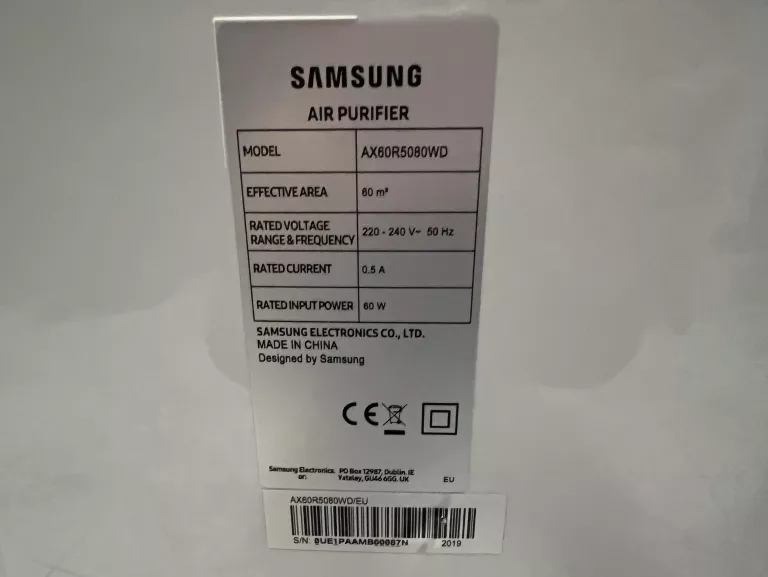 SAMSUNG
AIR PURIFIER
MODEL AX60R5080WD
EFFECTIVE AREA 60 m²
RATED VOLTAGE RANGE & FREQUENCY 220 - 240 V~ 50 Hz
RATED CURRENT 0.5 A
RATED INPUT POWER 60 W
SAMSUNG ELECTRONICS CO., LTD.
MADE IN CHINA
Designed by Samsung
CE
Samsung Electronics. PO Box 12987, Dublin. IE
or: Yateley, GU46 6GG. UK EU
AX60R5080WD/EU
S/N: 0UE1PAAMB00087N 2019